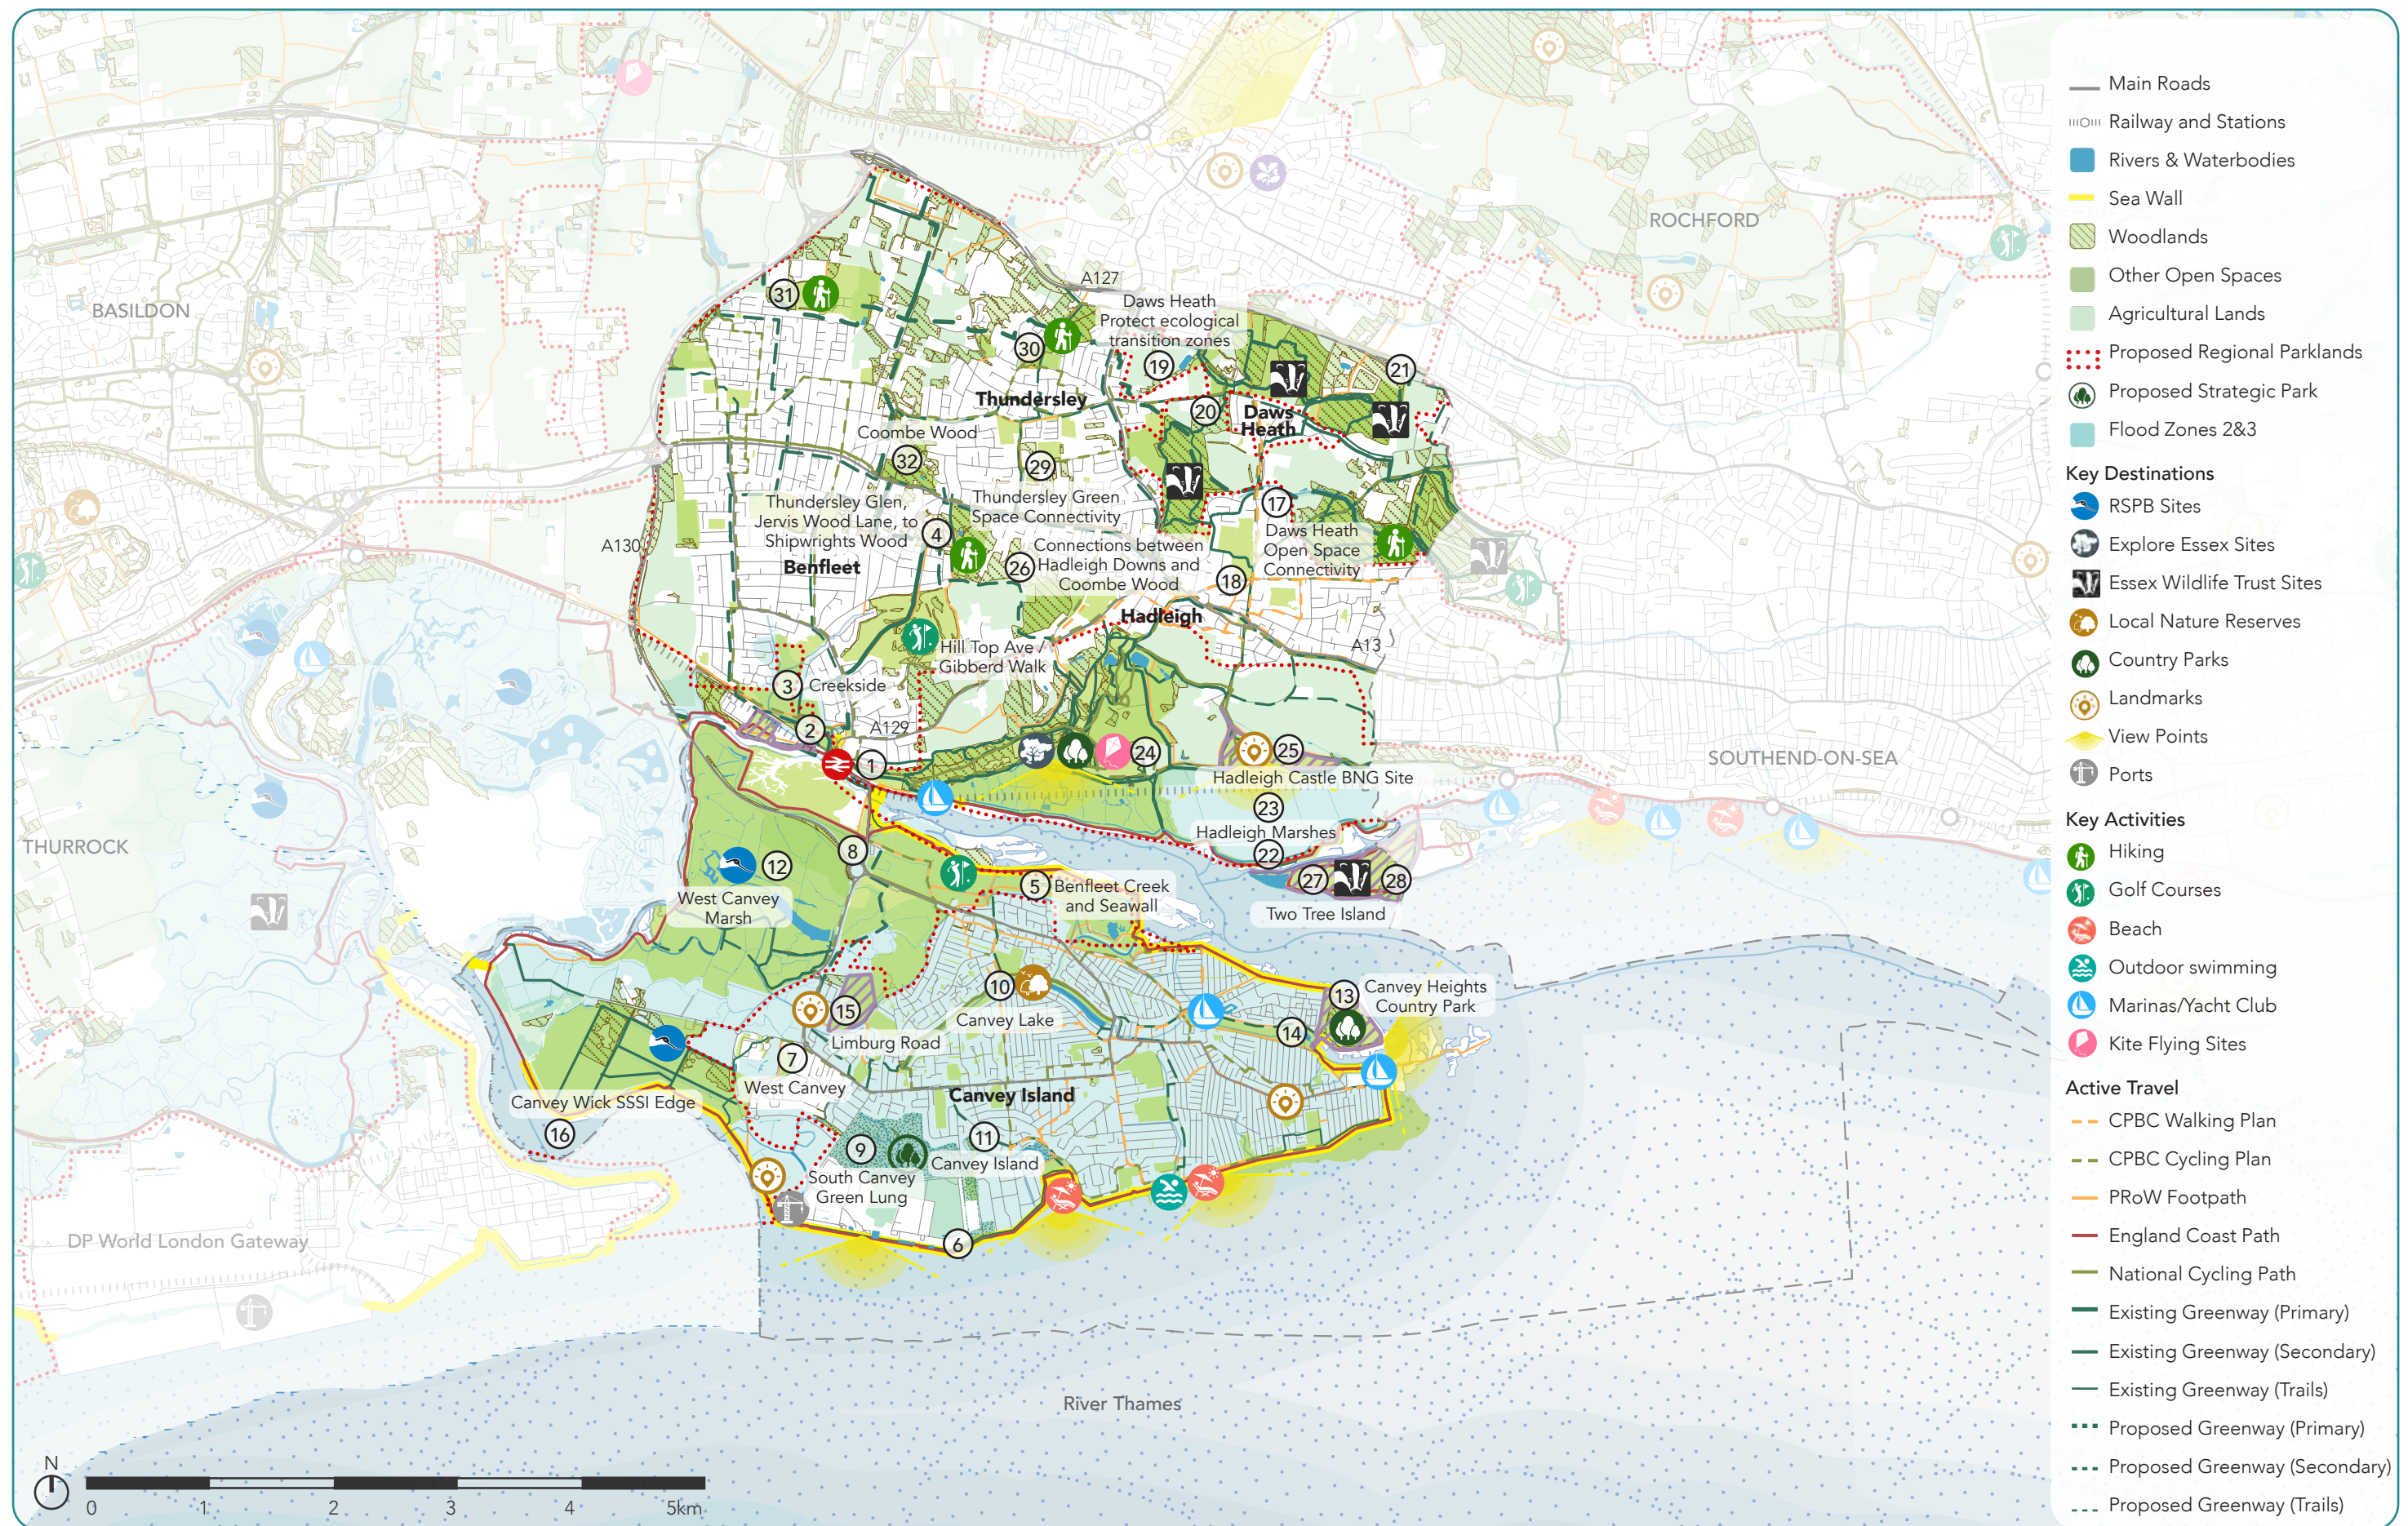 ROCHFORD
BASILDON
A127
31
Daws Heath
Protect ecological
transition zones
30
19
21
Thundersley
20
Daws
Heath
Coombe Wood
32
29
Thundersley Glen,
Jervis Wood Lane, to
Shipwrights Wood
4
Thundersley Green
Space Connectivity
17
Daws Heath
Open Space
Connectivity
A130
Benfleet
26
Connections between
Hadleigh Downs and
Coombe Wood
18
Hadleigh
Hill Top Ave /
Gibberd Walk
A13
3
Creekside
2
A129
1
24
25
Hadleigh Castle BNG Site
SOUTHEND-ON-SEA
23
Hadleigh Marshes
22
THURROCK
8
12
West Canvey
Marsh
5
Benfleet Creek
and Seawall
27
28
Two Tree Island
10
Canvey Lake
13
Canvey Heights
Country Park
15
Limburg Road
14
7
West Canvey
Canvey Island
Canvey Wick SSSI Edge
16
9
South Canvey
Green Lung
11
Canvey Island
6
DP World London Gateway
River Thames
N
0 1 2 3 4 5km
Main Roads
Railway and Stations
Rivers & Waterbodies
Sea Wall
Woodlands
Other Open Spaces
Agricultural Lands
Proposed Regional Parklands
Proposed Strategic Park
Flood Zones 2&3
Key Destinations
RSPB Sites
Explore Essex Sites
Essex Wildlife Trust Sites
Local Nature Reserves
Country Parks
Landmarks
View Points
Ports
Key Activities
Hiking
Golf Courses
Beach
Outdoor swimming
Marinas/Yacht Club
Kite Flying Sites
Active Travel
CPBC Walking Plan
CPBC Cycling Plan
PRoW Footpath
England Coast Path
National Cycling Path
Existing Greenway (Primary)
Existing Greenway (Secondary)
Existing Greenway (Trails)
Proposed Greenway (Primary)
Proposed Greenway (Secondary)
Proposed Greenway (Trails)